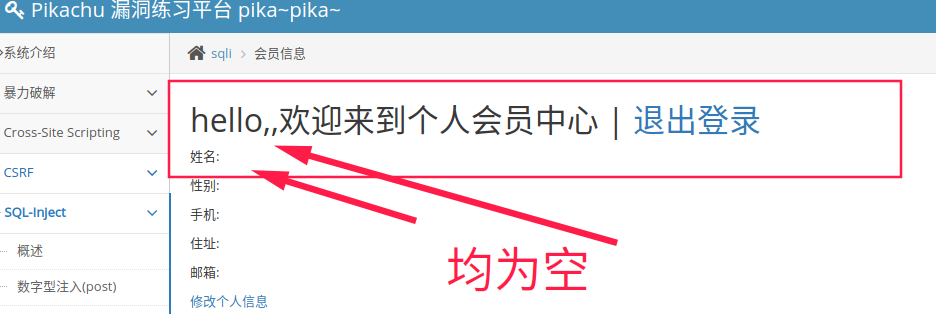 Pikachu 漏洞练习平台 pika~pika~
系统介绍
sqli > 会员信息
暴力破解
hello,,欢迎来到个人会员中心 | 退出登录
Cross-Site Scripting
姓名:
CSRF
性别:
SQL-Inject
手机:
概述
住址:
均为空
邮箱:
数字型注入(post)
修改个人信息